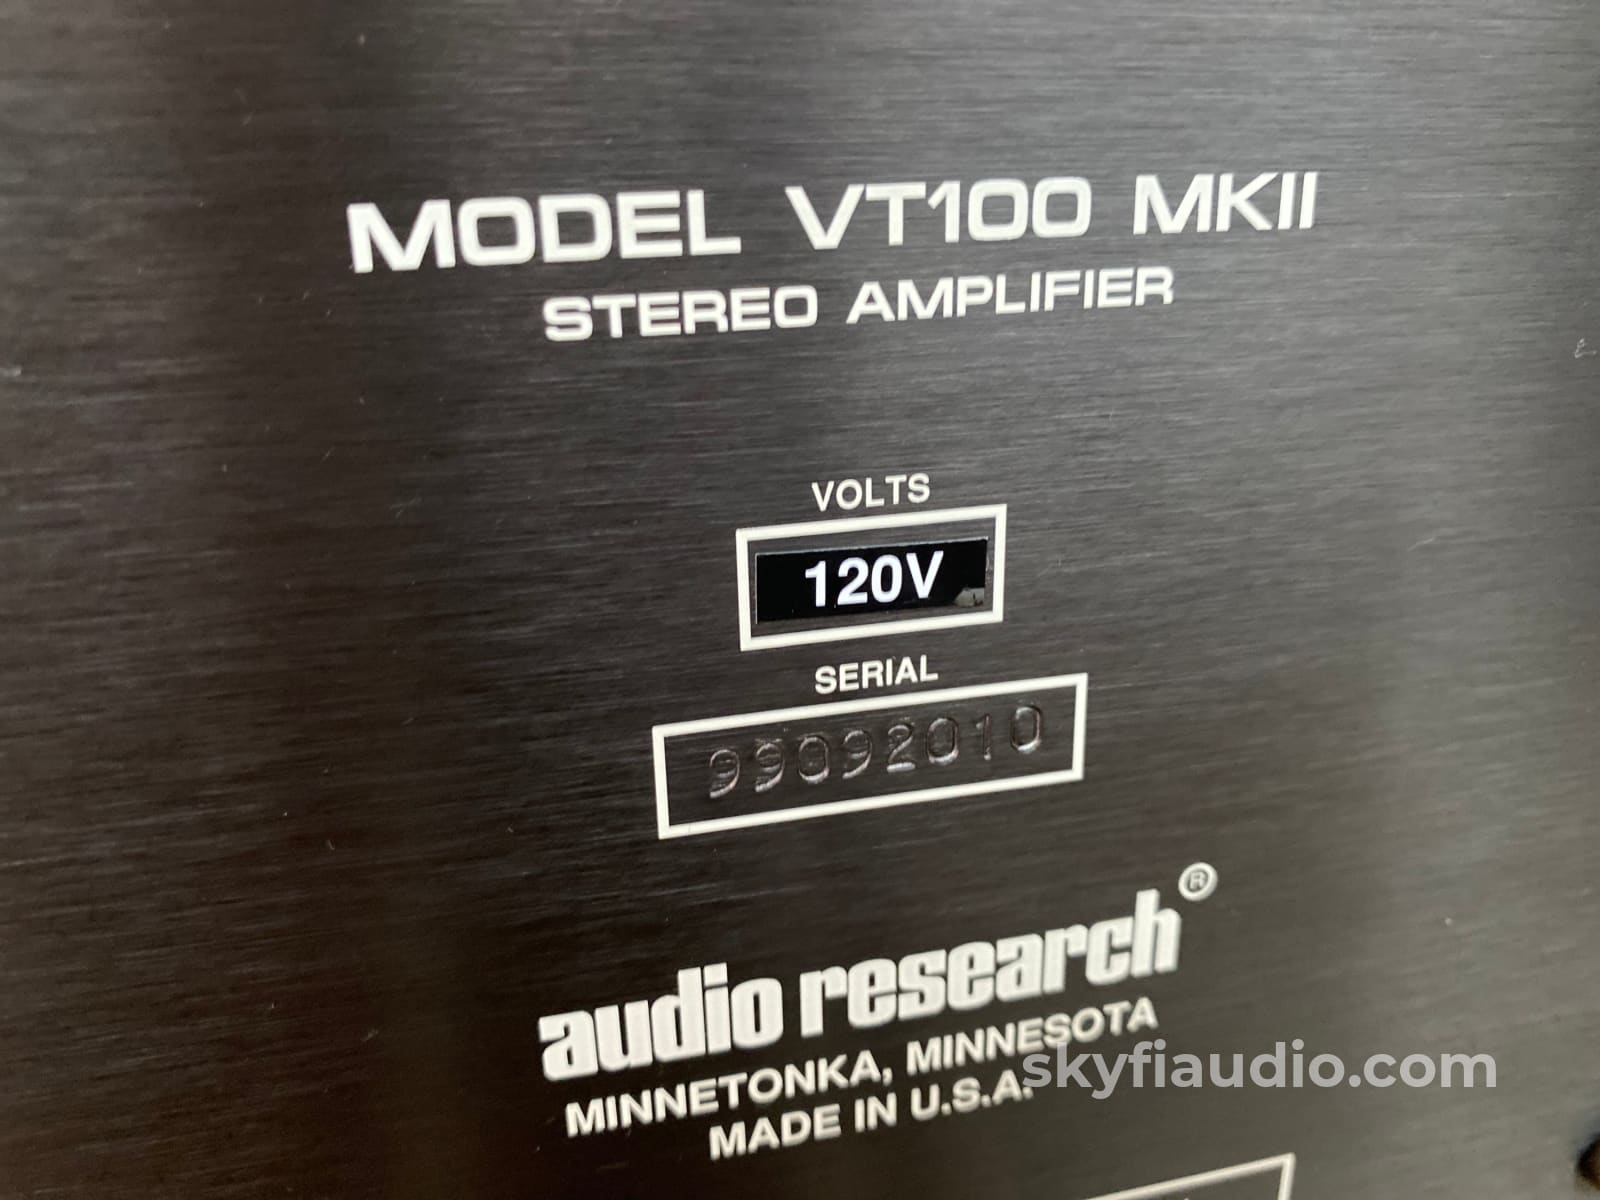 MODEL VT100 MKII
STEREO AMPLIFIER
VOLTS
120V
SERIAL
99092010
audio research®
MINNETONKA, MINNESOTA
MADE IN U.S.A.
skyfiaudio.com